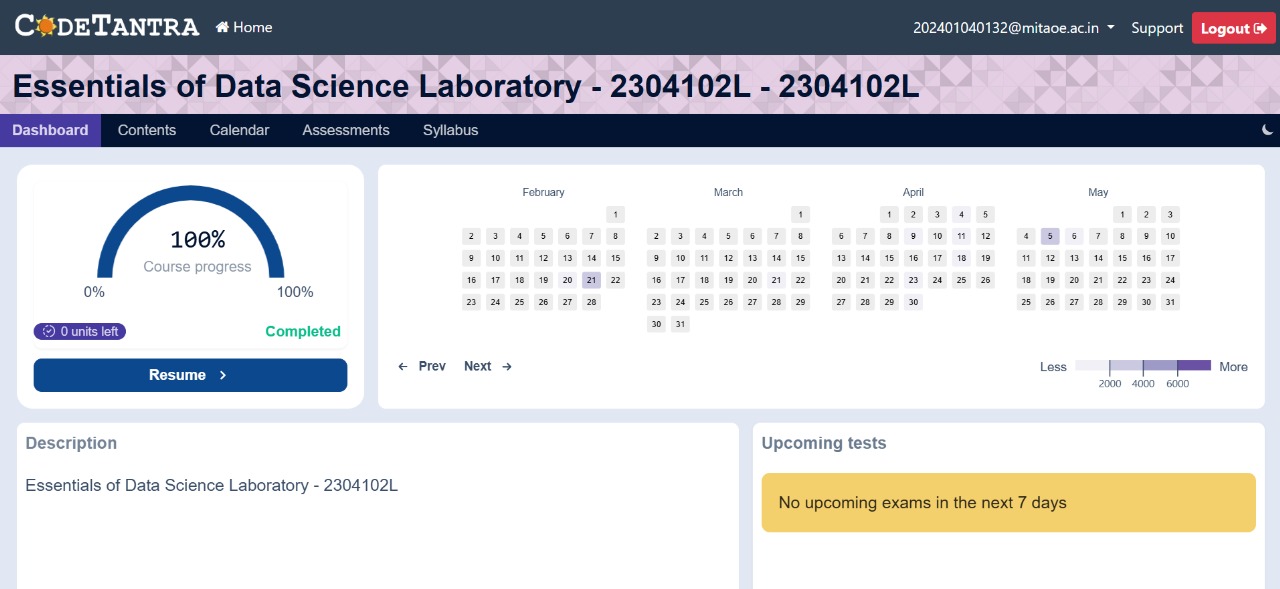 CODETANTRA Home 202401040132@mitaoe.ac.in Support Logout
Essentials of Data Science Laboratory - 2304102L - 2304102L
Dashboard Contents Calendar Assessments Syllabus
100%
Course progress
0% 100%
0 units left Completed
Resume
February
1
2 3 4 5 6 7 8
9 10 11 12 13 14 15
16 17 18 19 20 21 22
23 24 25 26 27 28
March
1
2 3 4 5 6 7 8
9 10 11 12 13 14 15
16 17 18 19 20 21 22
23 24 25 26 27 28 29
30 31
April
1 2 3 4 5
6 7 8 9 10 11 12
13 14 15 16 17 18 19
20 21 22 23 24 25 26
27 28 29 30
May
1 2 3
4 5 6 7 8 9 10
11 12 13 14 15 16 17
18 19 20 21 22 23 24
25 26 27 28 29 30 31
Prev Next
Less More
2000 4000 6000
Description
Essentials of Data Science Laboratory - 2304102L
Upcoming tests
No upcoming exams in the next 7 days